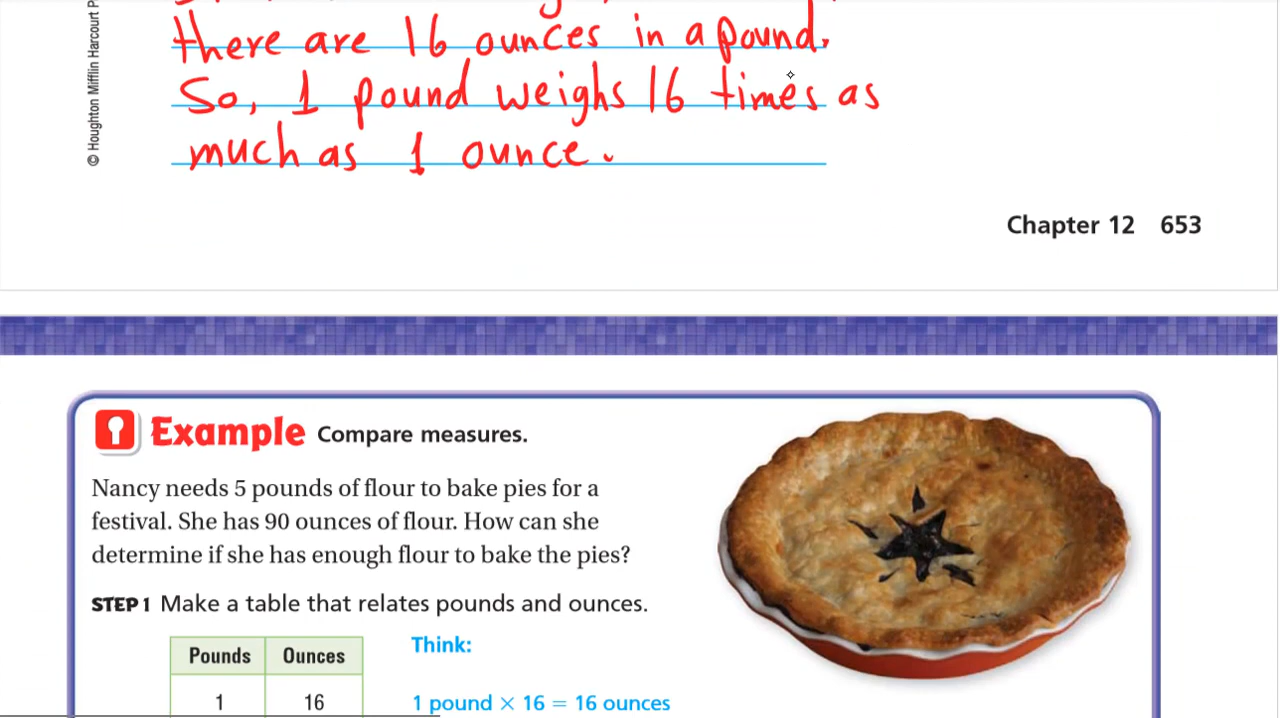 there are 16 ounces in a pound.
So, 1 pound weighs 16 times as
much as 1 ounce.
© Houghton Mifflin Harcourt P
Chapter 12 653
Example Compare measures.
Nancy needs 5 pounds of flour to bake pies for a
festival. She has 90 ounces of flour. How can she
determine if she has enough flour to bake the pies?
STEP 1 Make a table that relates pounds and ounces.
Pounds Ounces
1 16
Think:
1 pound × 16 = 16 ounces